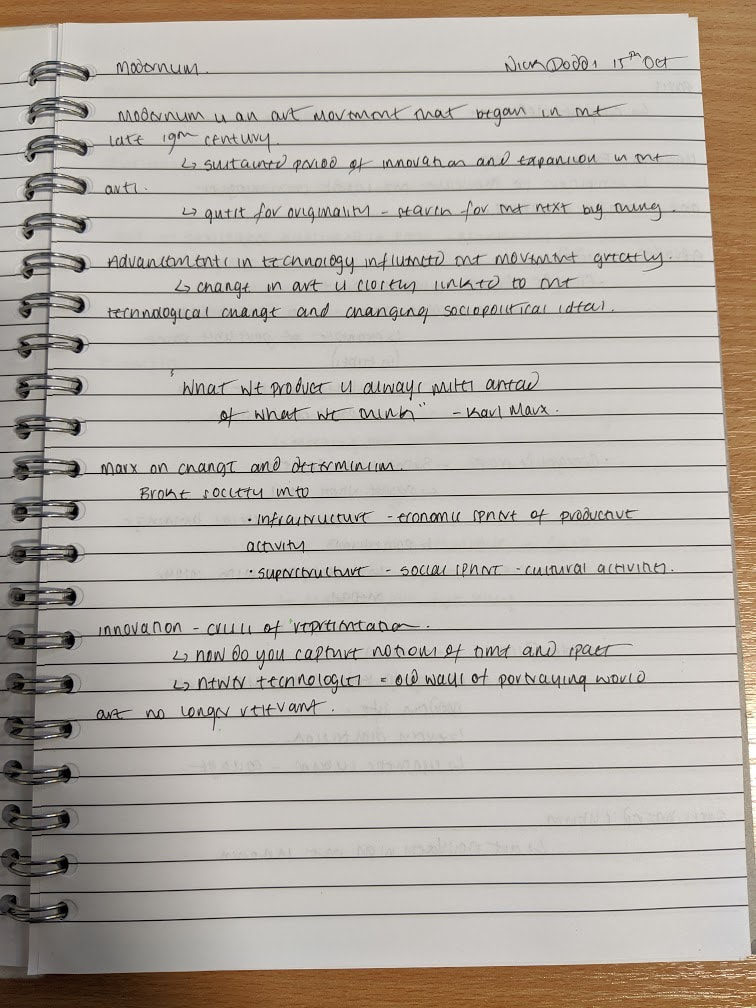 Modernism. Nick Dodds 15th Oct
Modernism is an art movement that began in the
late 19th century.
↳ sustained period of innovation and expansion in the
arts.
↳ quest for originality - search for the next big thing.
Advancements in technology influenced the movement greatly.
↳ change in art is closely linked to the
technological change and changing sociopolitical ideal.
"What we produce is always miles ahead
of what we think" - Karl Marx.
Marx on change and determinism.
Broke society into
• infrastructure - economic sphere of productive
activity
• superstructure - social sphere - cultural activities.
innovation - crisis of 'representation.
↳ how do you capture notions of time and space
↳ newer technologies = old ways of portraying world
are no longer relevant.